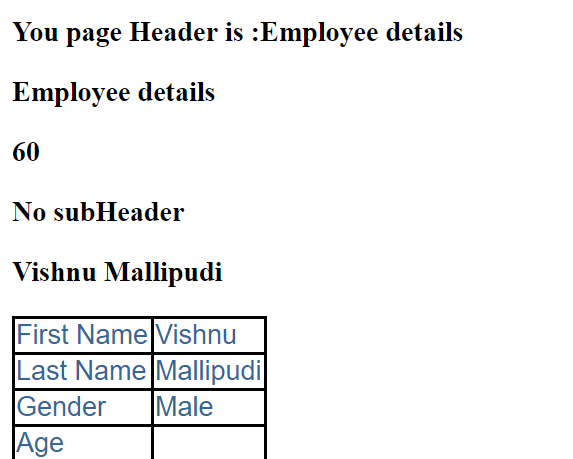 You page Header is :Employee details
Employee details
60
No subHeader
Vishnu Mallipudi
First Name Vishnu
Last Name Mallipudi
Gender Male
Age